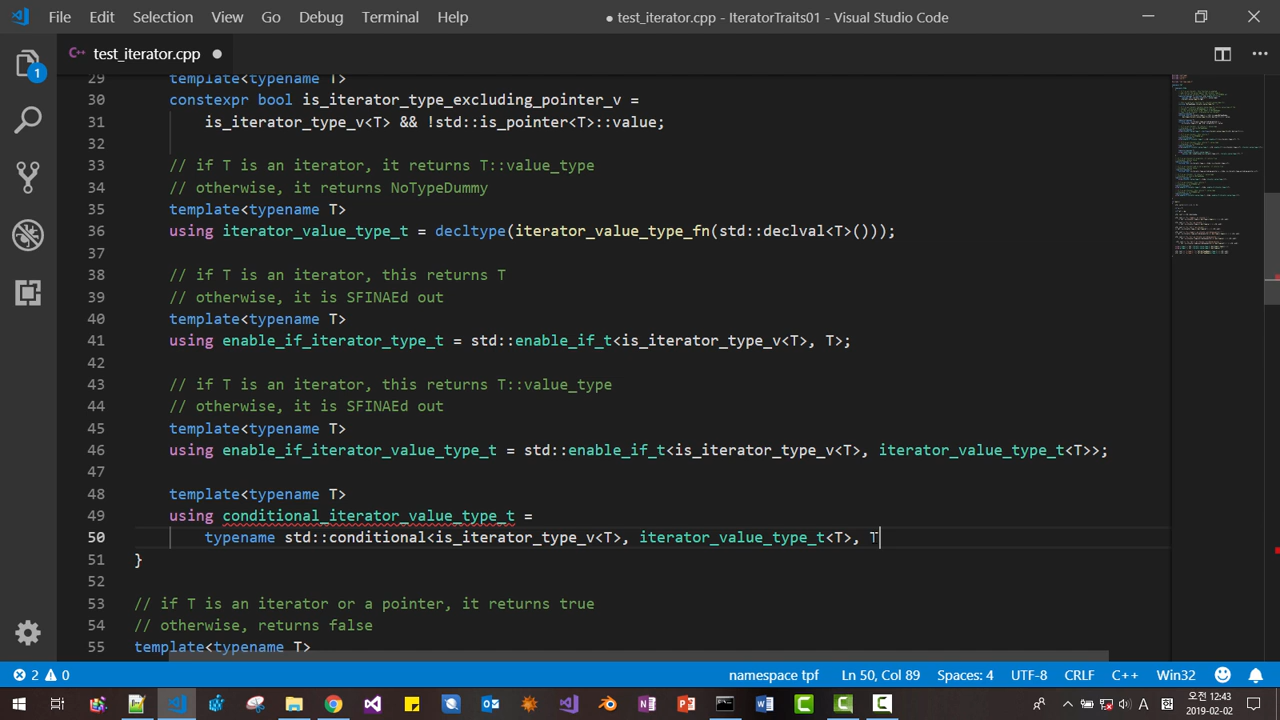 File Edit Selection View Go Debug Terminal Help
● test_iterator.cpp - IteratorTraits01 - Visual Studio Code
C++ test_iterator.cpp ●
1
29 template<typename T>
30 constexpr bool is_iterator_type_excluding_pointer_v =
31 is_iterator_type_v<T> && !std::is_pointer<T>::value;
32
33 // if T is an iterator, it returns T::value_type
34 // otherwise, it returns NoTypeDummy
35 template<typename T>
36 using iterator_value_type_t = decltype(iterator_value_type_fn(std::declval<T>()));
37
38 // if T is an iterator, this returns T
39 // otherwise, it is SFINAEd out
40 template<typename T>
41 using enable_if_iterator_type_t = std::enable_if_t<is_iterator_type_v<T>, T>;
42
43 // if T is an iterator, this returns T::value_type
44 // otherwise, it is SFINAEd out
45 template<typename T>
46 using enable_if_iterator_value_type_t = std::enable_if_t<is_iterator_type_v<T>, iterator_value_type_t<T>>;
47
48 template<typename T>
49 using conditional_iterator_value_type_t =
50 typename std::conditional<is_iterator_type_v<T>, iterator_value_type_t<T>, T
51 }
52
53 // if T is an iterator or a pointer, it returns true
54 // otherwise, returns false
55 template<typename T>
2 0 namespace tpf Ln 50, Col 89 Spaces: 4 UTF-8 CRLF C++ Win32
A 오전 12:43
2019-02-02